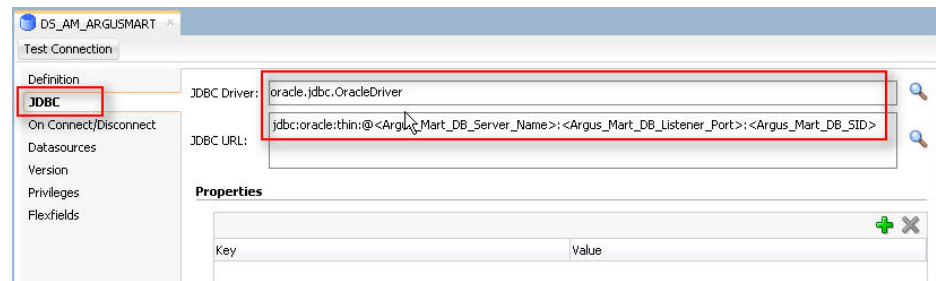 DS_AM_ARGUSMART
Test Connection
Definition
JDBC
On Connect/Disconnect
Datasources
Version
Privileges
Flexfields
JDBC Driver: oracle.jdbc.OracleDriver
JDBC URL: jdbc:oracle:thin:@<Argus_Mart_DB_Server_Name>:<Argus_Mart_DB_Listener_Port>:<Argus_Mart_DB_SID>
Properties
Key Value